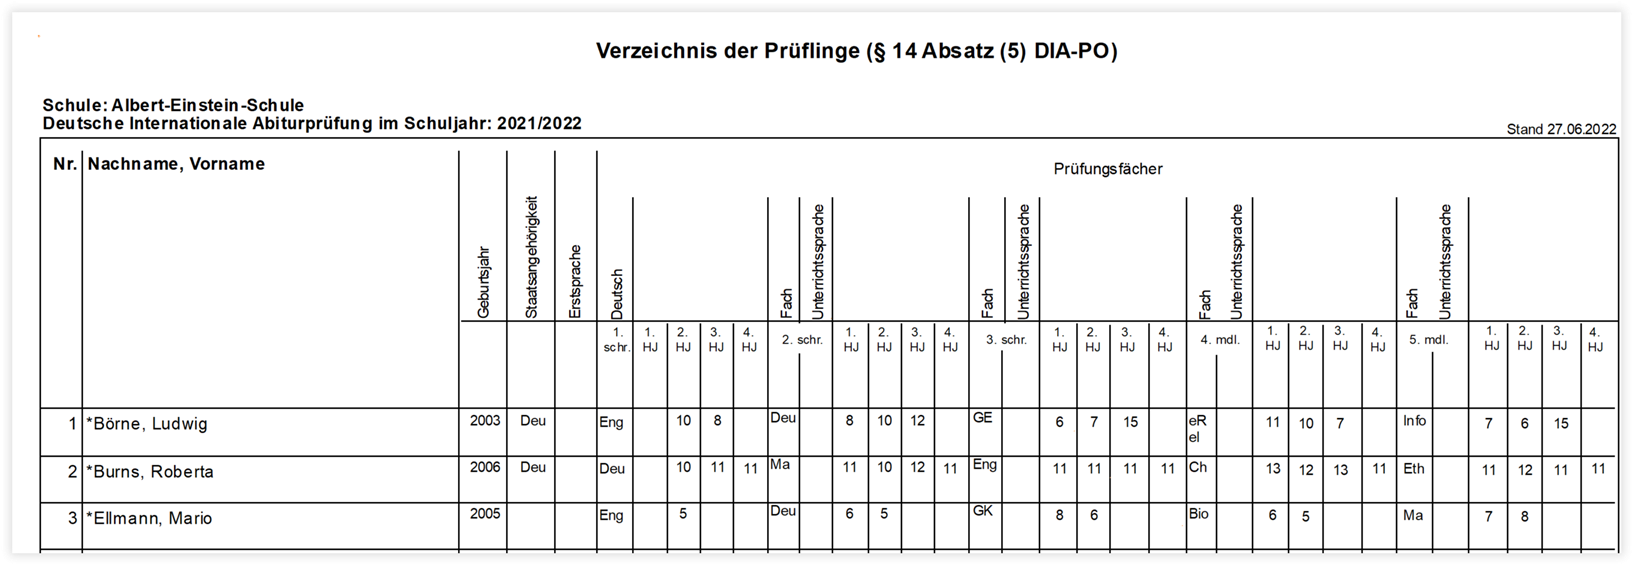 Verzeichnis der Prüflinge (§ 14 Absatz (5) DIA-PO)
Schule: Albert-Einstein-Schule
Deutsche Internationale Abiturprüfung im Schuljahr: 2021/2022
Stand 27.06.2022
Nr. Nachname, Vorname
Prüfungsfächer
Geburtsjahr Staatsangehörigkeit Erstsprache Deutsch Fach Unterrichtssprache Fach Unterrichtssprache Fach Unterrichtssprache Fach Unterrichtssprache
1. schr. 1. HJ 2. HJ 3. HJ 4. HJ 2. schr. 1. HJ 2. HJ 3. HJ 4. HJ 3. schr. 1. HJ 2. HJ 3. HJ 4. HJ 4. mdl. 1. HJ 2. HJ 3. HJ 4. HJ 5. mdl. 1. HJ 2. HJ 3. HJ 4. HJ
1 *Börne, Ludwig 2003 Deu Eng 10 8 Deu 8 10 12 GE 6 7 15 eR el 11 10 7 Info 7 6 15
2 *Burns, Roberta 2006 Deu Deu 10 11 11 Ma 11 10 12 11 Eng 11 11 11 11 Ch 13 12 13 11 Eth 11 12 11 11
3 *Ellmann, Mario 2005 Eng 5 Deu 6 5 GK 8 6 Bio 6 5 Ma 7 8